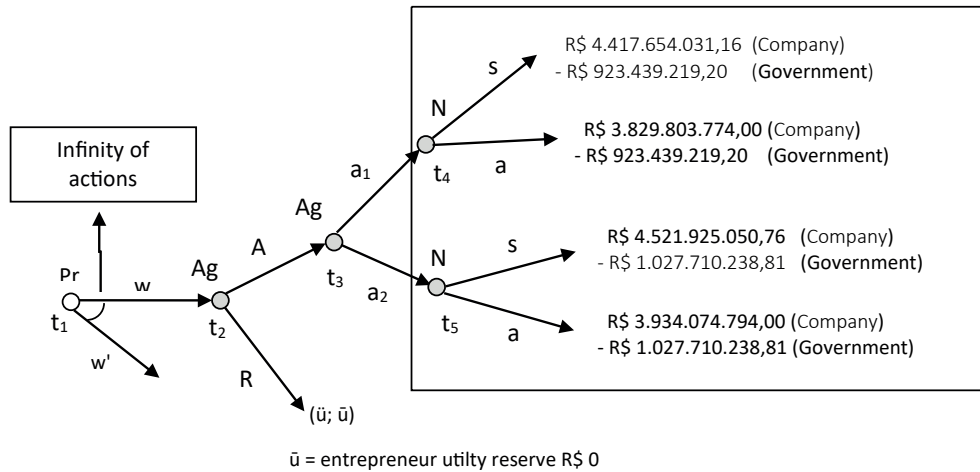 R$ 4.417.654.031,16 (Company)
- R$ 923.439.219,20 (Government)
s
N
R$ 3.829.803.774,00 (Company)
- R$ 923.439.219,20 (Government)
a
t4
a1
Infinity of
actions
Ag
A
t3
a2
N
s
R$ 4.521.925.050,76 (Company)
- R$ 1.027.710.238,81 (Government)
t5
a
R$ 3.934.074.794,00 (Company)
- R$ 1.027.710.238,81 (Government)
Pr
w
Ag
t1
t2
w'
R
(ü; ū)
ū = entrepreneur utilty reserve R$ 0